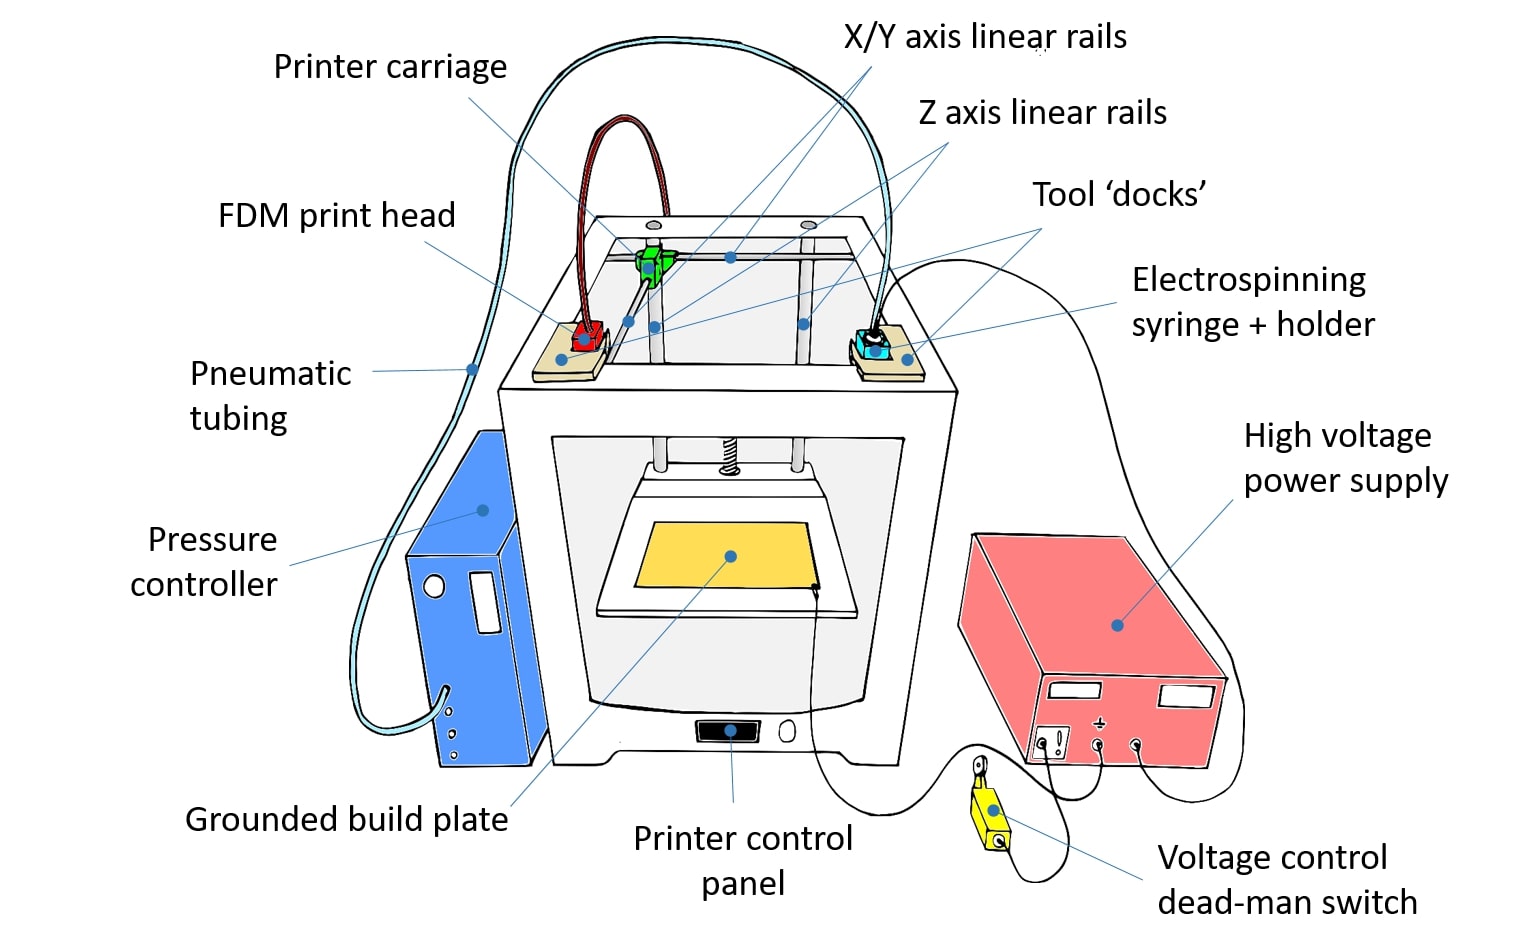 X/Y axis linear rails
Printer carriage
Z axis linear rails
Tool ‘docks’
FDM print head
Electrospinning
syringe + holder
Pneumatic
tubing
High voltage
power supply
Pressure
controller
!
Grounded build plate
Printer control
panel
Voltage control
dead-man switch